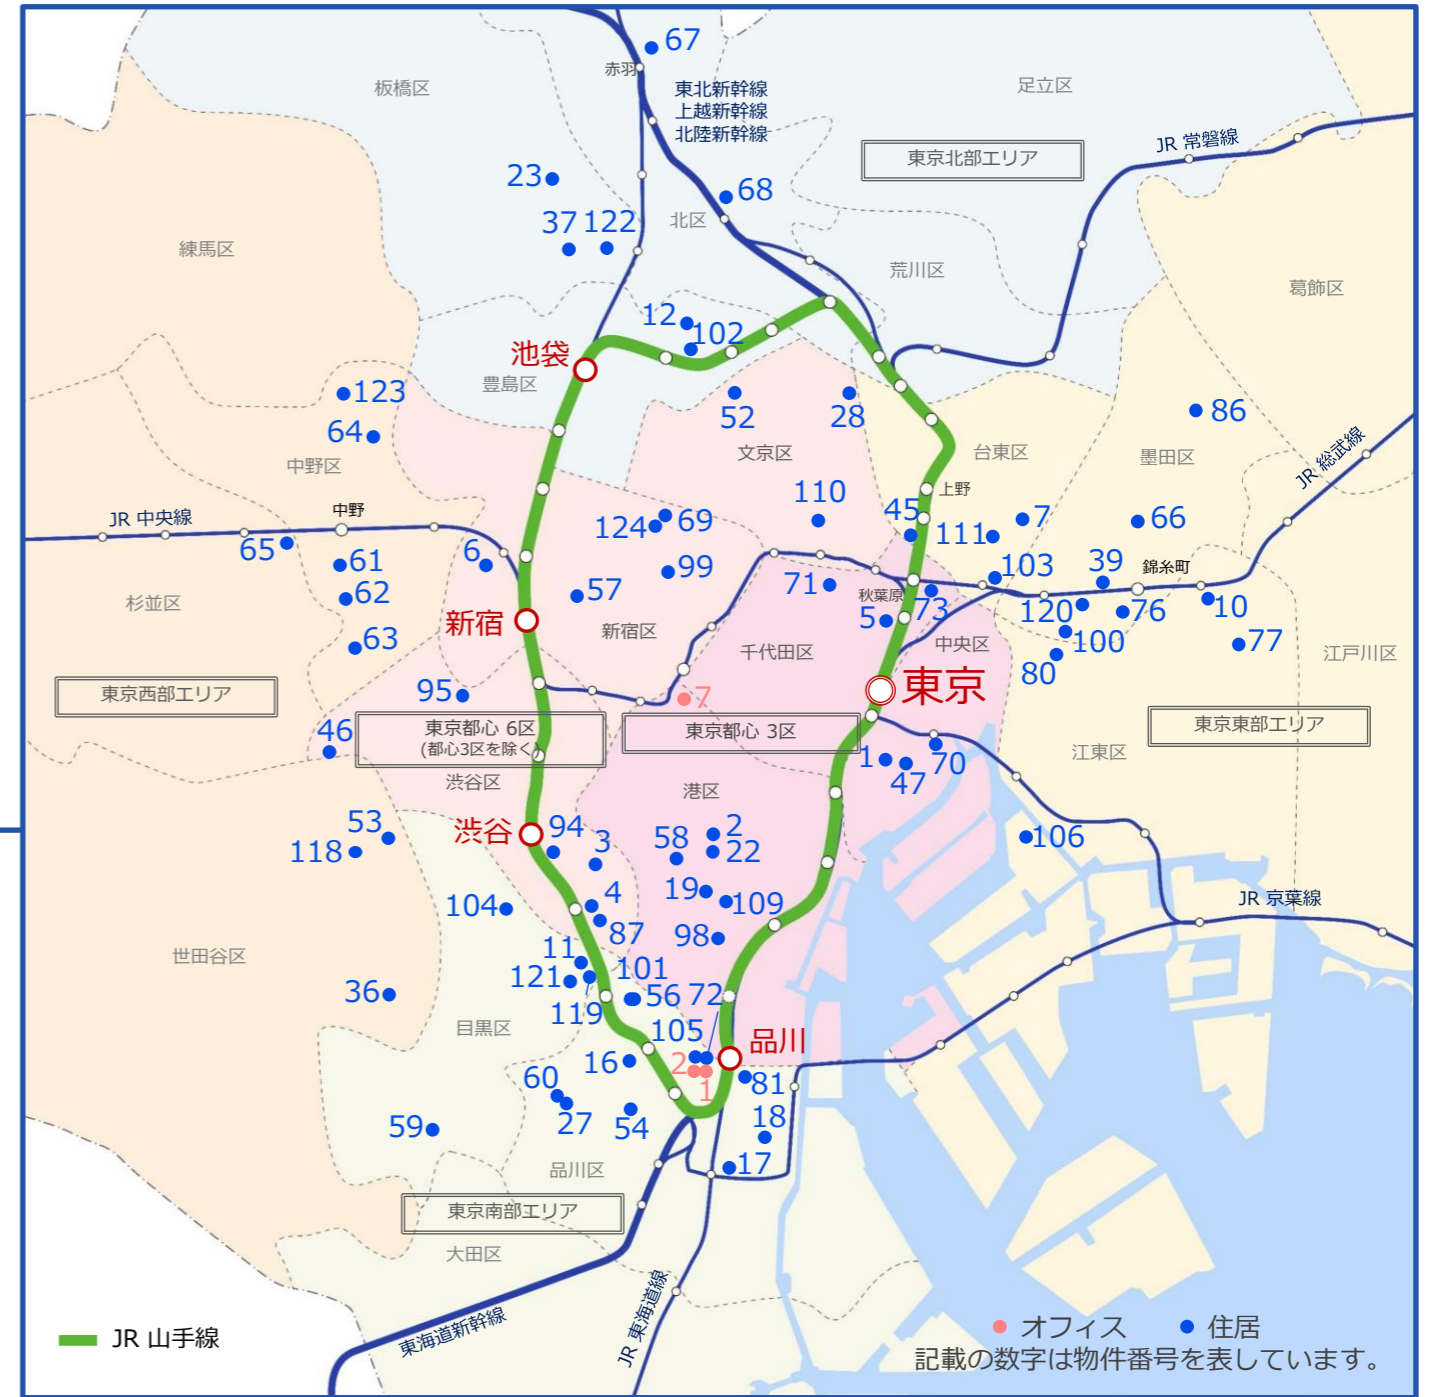 67
赤羽
板橋区
東北新幹線
上越新幹線
北陸新幹線
足立区
東京北部エリア
JR 常磐線
23
68
37
122
北区
練馬区
荒川区
葛飾区
12
102
池袋
豊島区
123
64
中野区
52
28
文京区
台東区
86
墨田区
JR 総武線
上野
JR 中央線
中野
65
61
6
62
杉並区
63
124
69
110
45
111
7
66
99
57
71
103
39
錦糸町
秋葉原
73
5
120
76
10
100
80
77
新宿
新宿区
千代田区
中央区
江戸川区
東京西部エリア
95
7
東京
東京都心 6区
(都心3区を除く)
東京都心 3区
東京東部エリア
46
1
47
70
江東区
渋谷区
港区
53
118
渋谷
94
3
58
2
22
106
104
4
87
19
109
98
JR 京葉線
世田谷区
11
121
119
101
36
56
72
目黒区
105
品川
16
2
1
81
60
27
54
18
59
17
品川区
東京南部エリア
大田区
東海道新幹線
JR 東海道線
JR 山手線
オフィス
住居
記載の数字は物件番号を表しています。